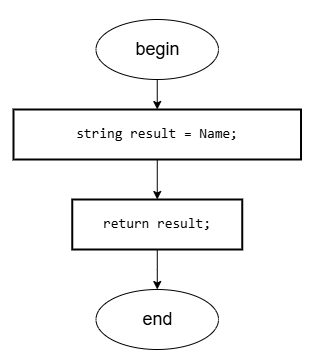 begin
string result = Name;
return result;
end